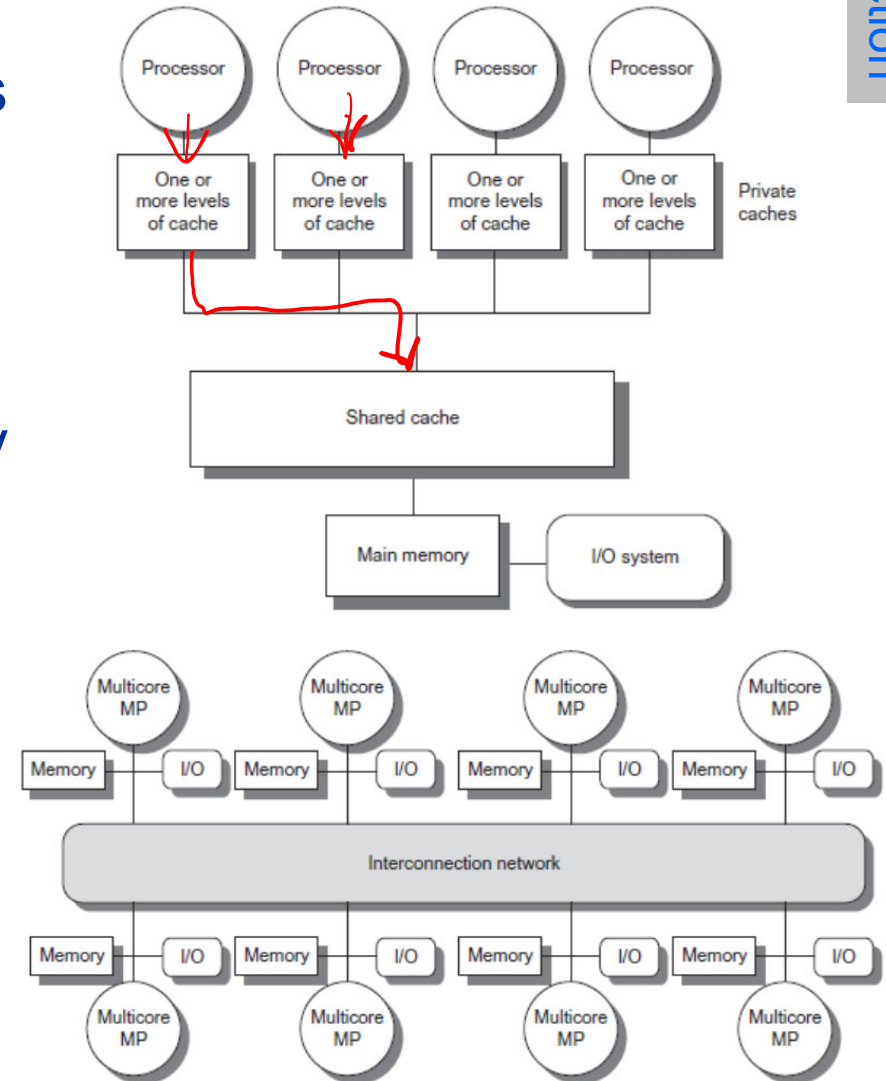 Processor
Processor
Processor
Processor
One or
more levels
of cache
One or
more levels
of cache
One or
more levels
of cache
One or
more levels
of cache
Private
caches
Shared cache
Main memory
I/O system
Multicore
MP
Multicore
MP
Multicore
MP
Multicore
MP
Memory
I/O
Memory
I/O
Memory
I/O
Memory
I/O
Interconnection network
Memory
I/O
Memory
I/O
Memory
I/O
Memory
I/O
Multicore
MP
Multicore
MP
Multicore
MP
Multicore
MP